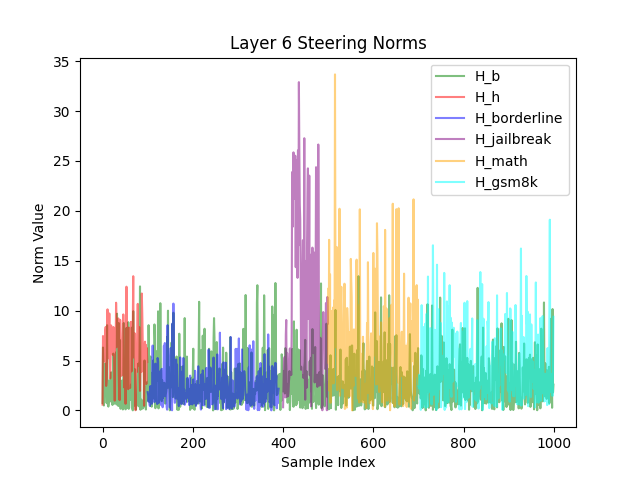 Layer 6 Steering Norms
35
30
25
20
15
10
5
0
Norm Value
0
200
400
600
800
1000
Sample Index
H_b
H_h
H_borderline
H_jailbreak
H_math
H_gsm8k